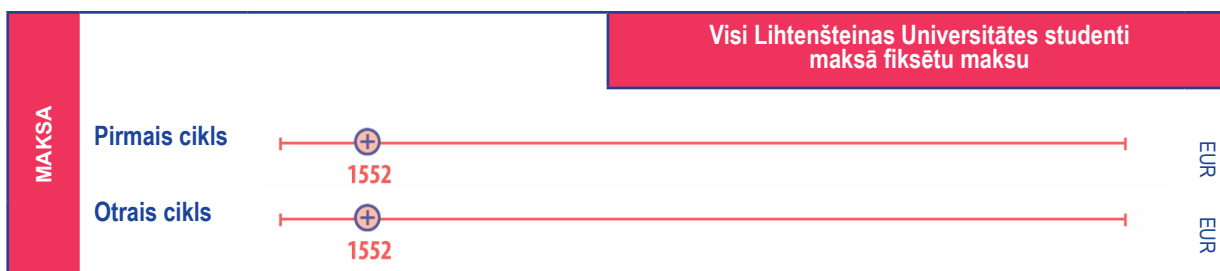 Visi Lihtenšteinas Universitātes studenti
maksā fiksētu maksu
MAKSA
Pirmais cikls
1552
EUR
Otrais cikls
1552
EUR